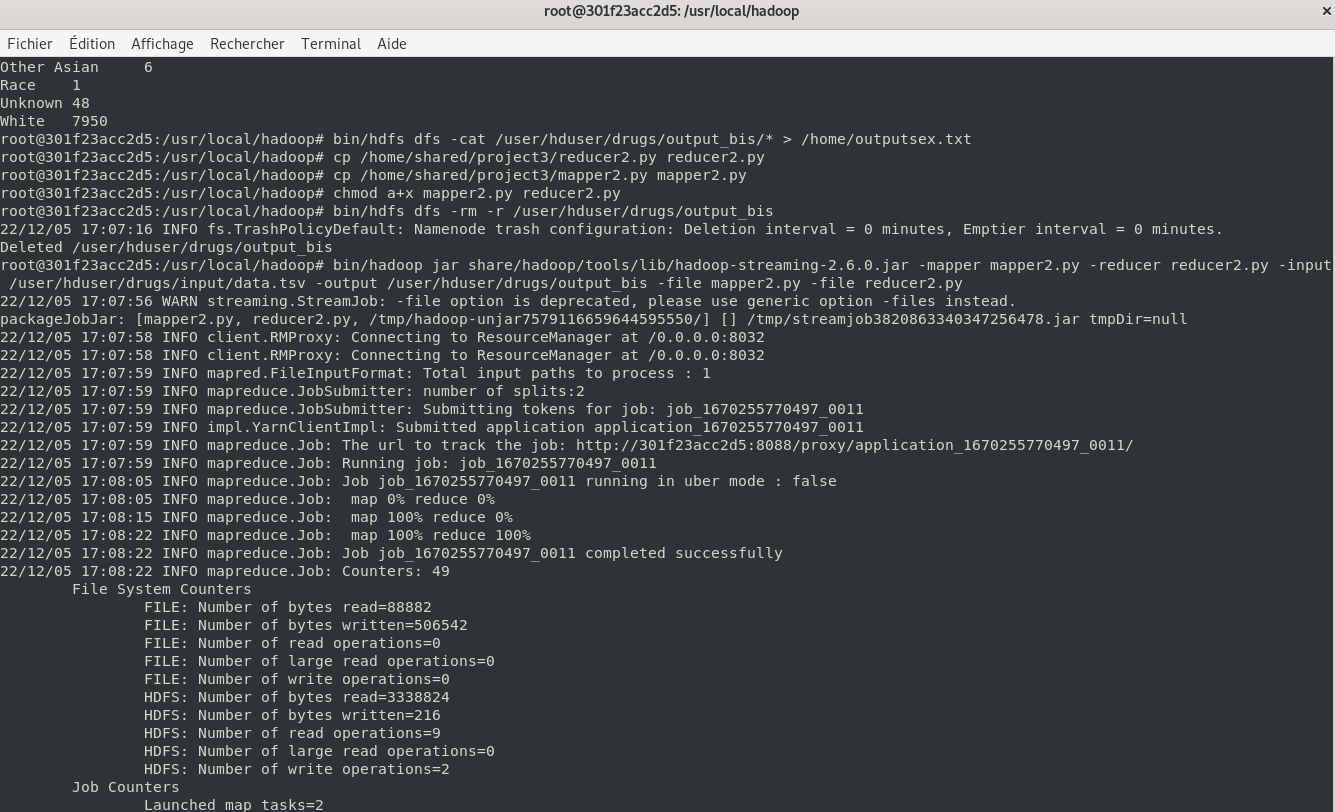 root@301f23acc2d5: /usr/local/hadoop ×
Fichier Édition Affichage Rechercher Terminal Aide
Other Asian     6
Race    1
Unknown 48
White   7950
root@301f23acc2d5:/usr/local/hadoop# bin/hdfs dfs -cat /user/hduser/drugs/output_bis/* > /home/outputsex.txt
root@301f23acc2d5:/usr/local/hadoop# cp /home/shared/project3/reducer2.py reducer2.py
root@301f23acc2d5:/usr/local/hadoop# cp /home/shared/project3/mapper2.py mapper2.py
root@301f23acc2d5:/usr/local/hadoop# chmod a+x mapper2.py reducer2.py
root@301f23acc2d5:/usr/local/hadoop# bin/hdfs dfs -rm -r /user/hduser/drugs/output_bis
22/12/05 17:07:16 INFO fs.TrashPolicyDefault: Namenode trash configuration: Deletion interval = 0 minutes, Emptier interval = 0 minutes.
Deleted /user/hduser/drugs/output_bis
root@301f23acc2d5:/usr/local/hadoop# bin/hadoop jar share/hadoop/tools/lib/hadoop-streaming-2.6.0.jar -mapper mapper2.py -reducer reducer2.py -input
 /user/hduser/drugs/input/data.tsv -output /user/hduser/drugs/output_bis -file mapper2.py -file reducer2.py
22/12/05 17:07:56 WARN streaming.StreamJob: -file option is deprecated, please use generic option -files instead.
packageJobJar: [mapper2.py, reducer2.py, /tmp/hadoop-unjar7579116659644595550/] [] /tmp/streamjob3820863340347256478.jar tmpDir=null
22/12/05 17:07:58 INFO client.RMProxy: Connecting to ResourceManager at /0.0.0.0:8032
22/12/05 17:07:58 INFO client.RMProxy: Connecting to ResourceManager at /0.0.0.0:8032
22/12/05 17:07:59 INFO mapred.FileInputFormat: Total input paths to process : 1
22/12/05 17:07:59 INFO mapreduce.JobSubmitter: number of splits:2
22/12/05 17:07:59 INFO mapreduce.JobSubmitter: Submitting tokens for job: job_1670255770497_0011
22/12/05 17:07:59 INFO impl.YarnClientImpl: Submitted application application_1670255770497_0011
22/12/05 17:07:59 INFO mapreduce.Job: The url to track the job: http://301f23acc2d5:8088/proxy/application_1670255770497_0011/
22/12/05 17:07:59 INFO mapreduce.Job: Running job: job_1670255770497_0011
22/12/05 17:08:05 INFO mapreduce.Job: Job job_1670255770497_0011 running in uber mode : false
22/12/05 17:08:05 INFO mapreduce.Job:  map 0% reduce 0%
22/12/05 17:08:15 INFO mapreduce.Job:  map 100% reduce 0%
22/12/05 17:08:22 INFO mapreduce.Job:  map 100% reduce 100%
22/12/05 17:08:22 INFO mapreduce.Job: Job job_1670255770497_0011 completed successfully
22/12/05 17:08:22 INFO mapreduce.Job: Counters: 49
        File System Counters
                FILE: Number of bytes read=88882
                FILE: Number of bytes written=506542
                FILE: Number of read operations=0
                FILE: Number of large read operations=0
                FILE: Number of write operations=0
                HDFS: Number of bytes read=3338824
                HDFS: Number of bytes written=216
                HDFS: Number of read operations=9
                HDFS: Number of large read operations=0
                HDFS: Number of write operations=2
        Job Counters
                Launched map tasks=2